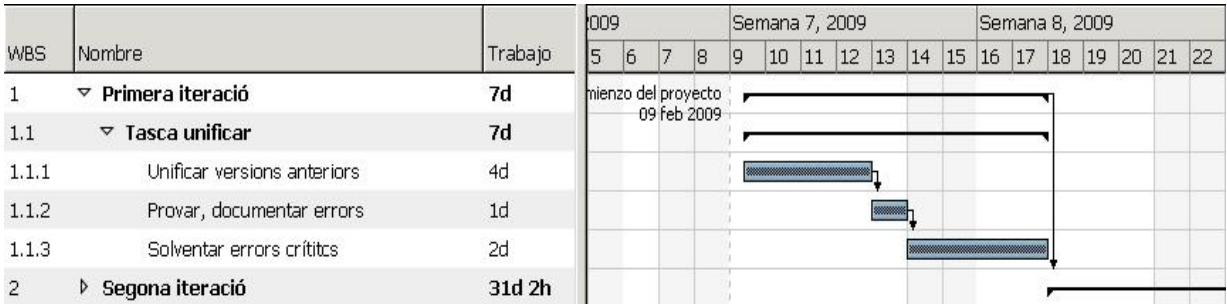 2009 Semana 7, 2009 Semana 8, 2009
WBS Nombre Trabajo 5 6 7 8 9 10 11 12 13 14 15 16 17 18 19 20 21 22
1 Primera iteració 7d mienzo del proyecto
09 feb 2009
1.1 Tasca unificar 7d
1.1.1 Unificar versions anteriors 4d
1.1.2 Provar, documentar errors 1d
1.1.3 Solventar errors crítitcs 2d
2 Segona iteració 31d 2h